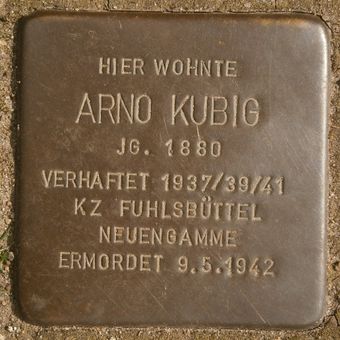 HIER WOHNTE
ARNO KUBIG
JG. 1880
VERHAFTET 1937/39/41
KZ FUHLSBÜTTEL
NEUENGAMME
ERMORDET 9.5.1942